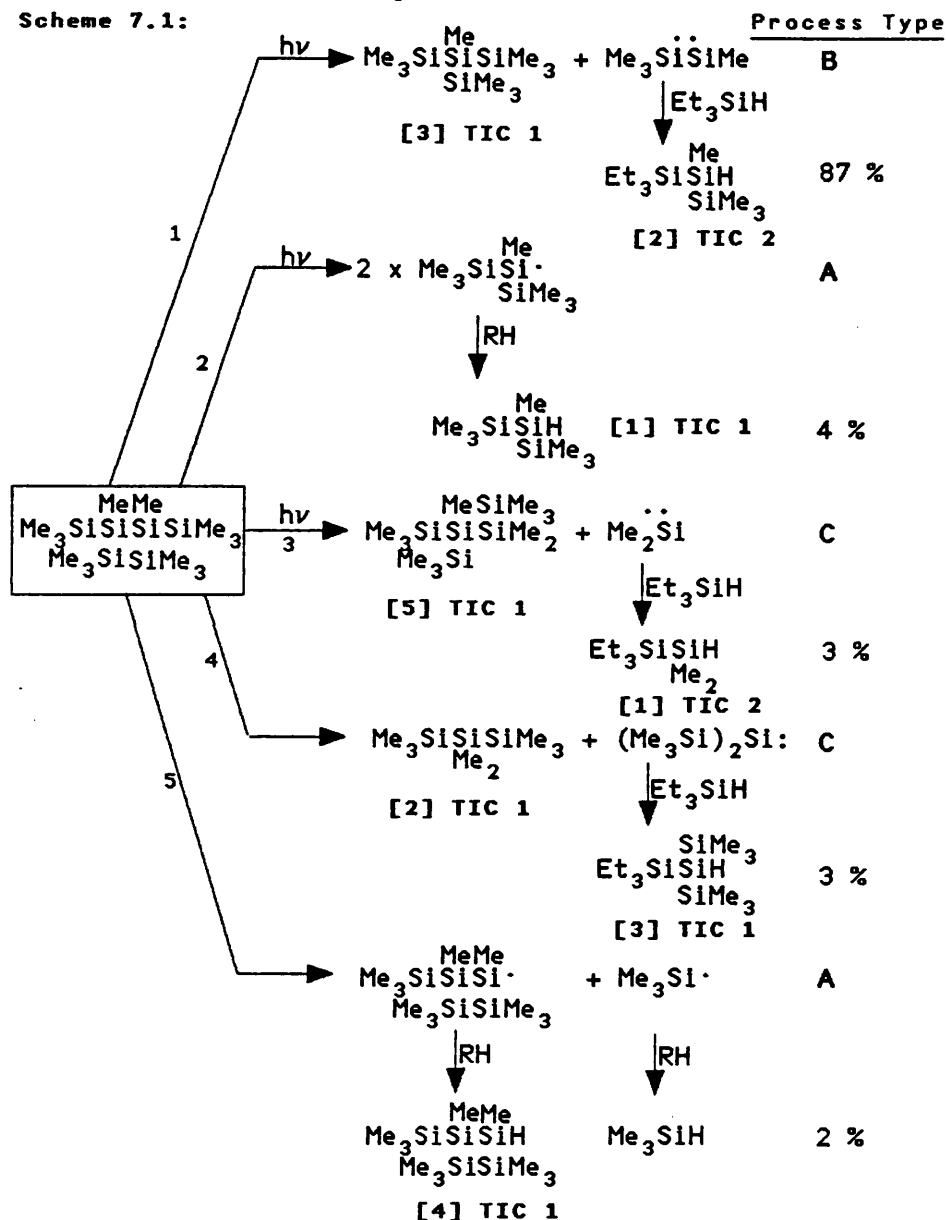 Scheme 7.1:
Process Type
hν
Me
Me3SiSiSiMe3 + Me3SiSiMe B
SiMe3
Et3SiH
[3] TIC 1
Me
Et3SiSiH 87 %
SiMe3
[2] TIC 2
1
hν
2 x Me3SiSi· A
Me
SiMe3
2
RH
Me
Me3SiSiH [1] TIC 1 4 %
SiMe3
MeMe
Me3SiSiSiSiMe3
Me3SiSiSiMe3
hν
3
MeSiMe3
Me3SiSiSiSiMe2 + Me2Si C
Me3Si
Et3SiH
[5] TIC 1
Et3SiSiH 3 %
Me2
[1] TIC 2
4
Me3SiSiSiMe3 + (Me3Si)2Si: C
Me2
Et3SiH
[2] TIC 1
5
SiMe3
Et3SiSiH 3 %
SiMe3
[3] TIC 1
MeMe
Me3SiSiSi· + Me3Si· A
Me3SiSiMe3
RH RH
MeMe
Me3SiSiSiH Me3SiH 2 %
Me3SiSiMe3
[4] TIC 1